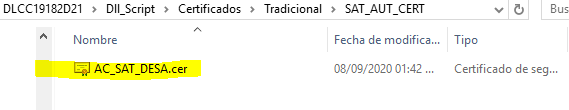 DLCC19182D21 > DII_Script > Certificados > Tradicional > SAT_AUT_CERT
Bus
Nombre Fecha de modifica... Tipo
AC_SAT_DESA.cer 08/09/2020 01:42 ... Certificado de seg...